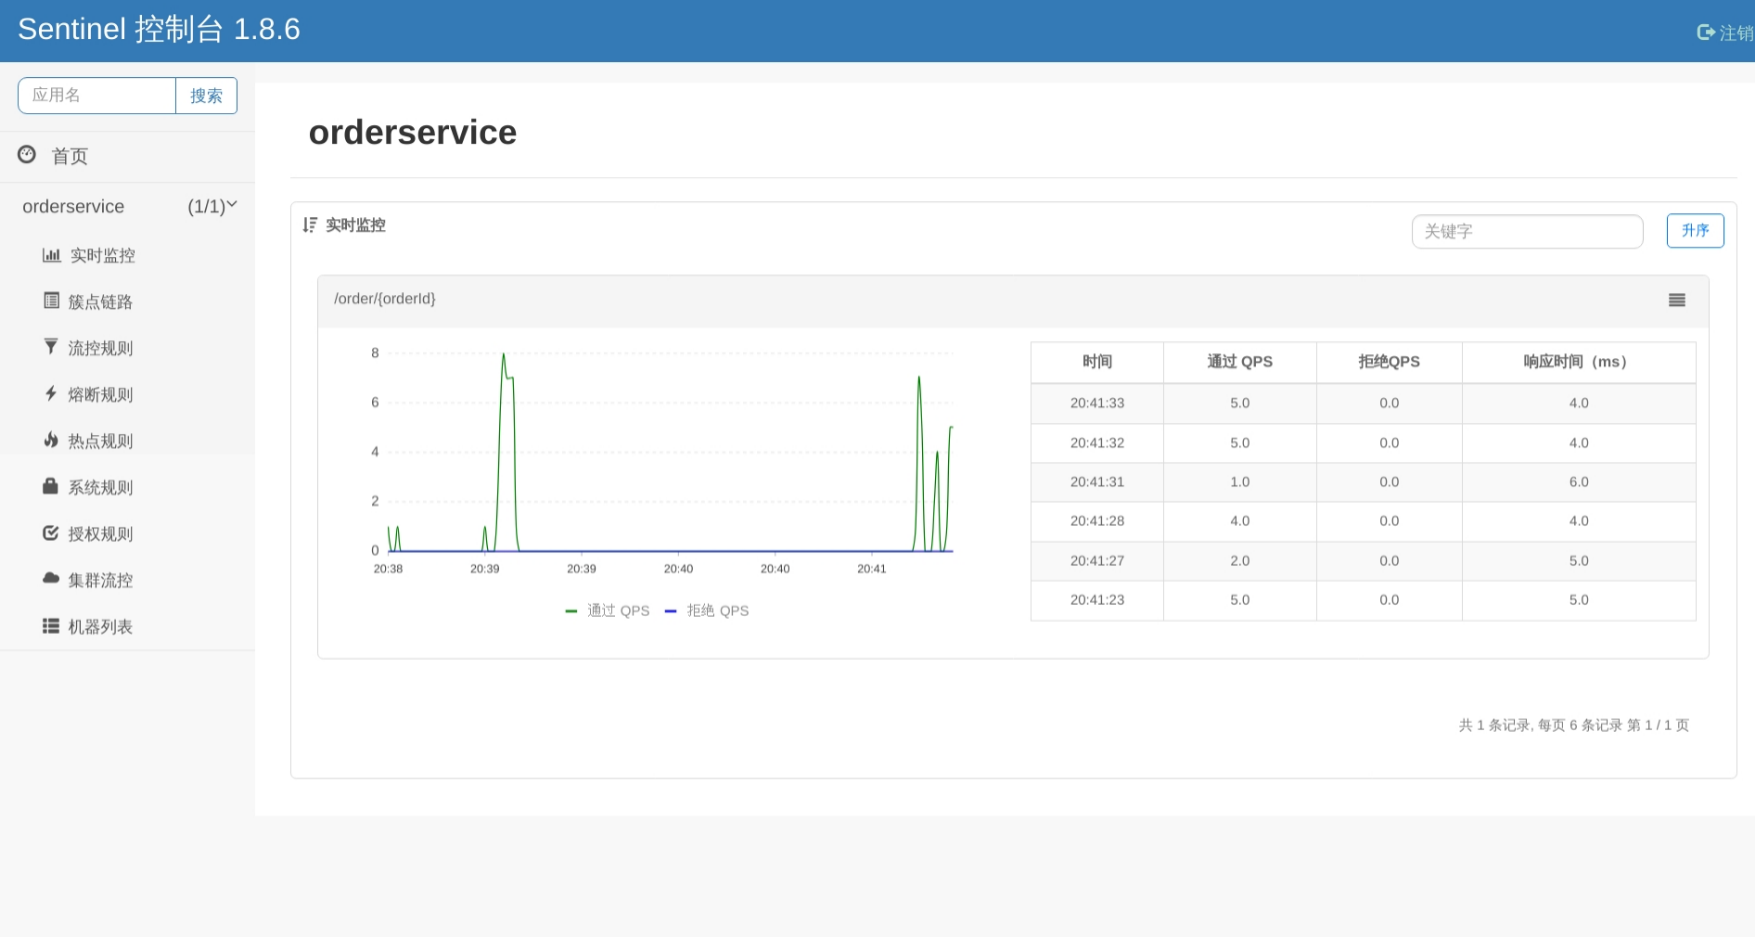 Sentinel 控制台 1.8.6
注销
应用名 搜索
首页
orderservice (1/1)
实时监控
簇点链路
流控规则
熔断规则
热点规则
系统规则
授权规则
集群流控
机器列表
orderservice
实时监控
关键字 升序
/order/{orderId}
8
6
4
2
0
20:38 20:39 20:39 20:40 20:40 20:41
通过 QPS 拒绝 QPS
时间 通过 QPS 拒绝QPS 响应时间（ms）
20:41:33 5.0 0.0 4.0
20:41:32 5.0 0.0 4.0
20:41:31 1.0 0.0 6.0
20:41:28 4.0 0.0 4.0
20:41:27 2.0 0.0 5.0
20:41:23 5.0 0.0 5.0
共 1 条记录, 每页 6 条记录 第 1 / 1 页